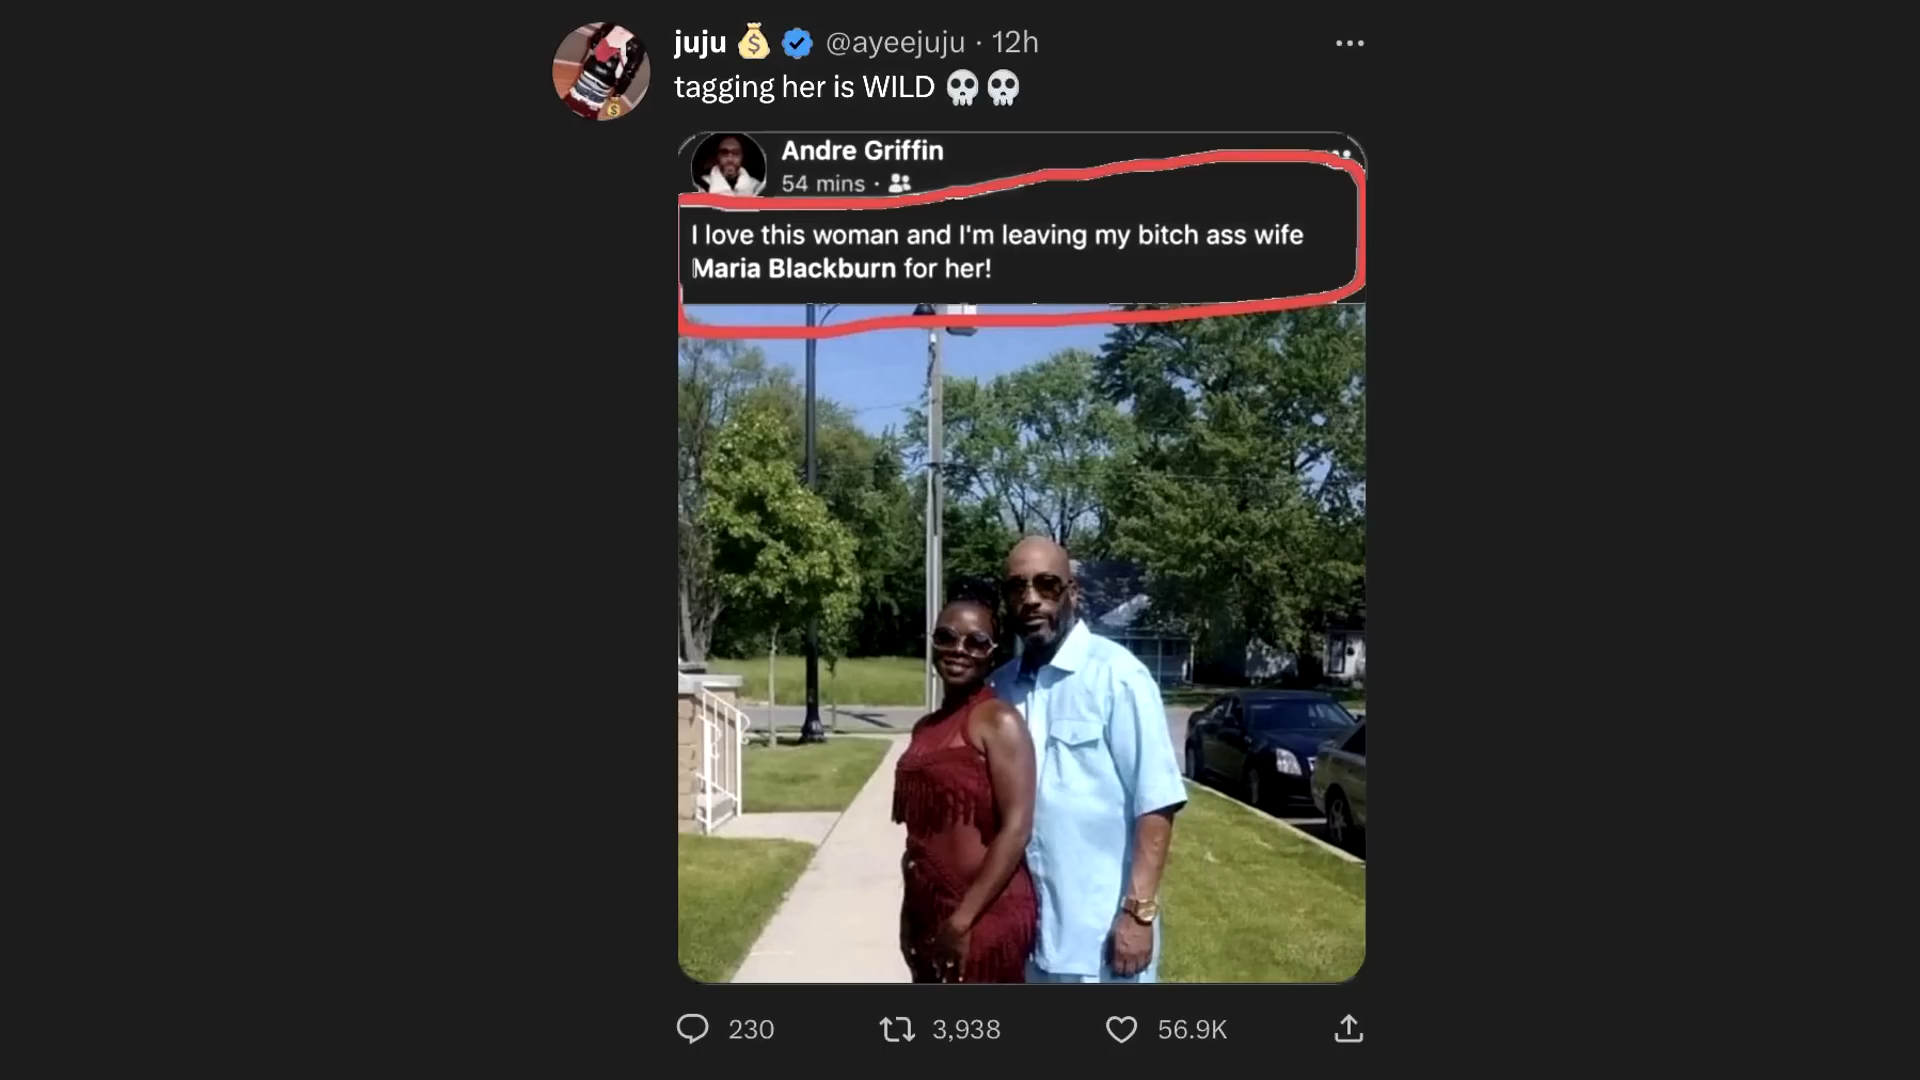 juju 💰 @ayeejuju · 12h
tagging her is WILD 💀💀
Andre Griffin
54 mins ·
I love this woman and I'm leaving my bitch ass wife
Maria Blackburn for her!
230 3,938 56.9K